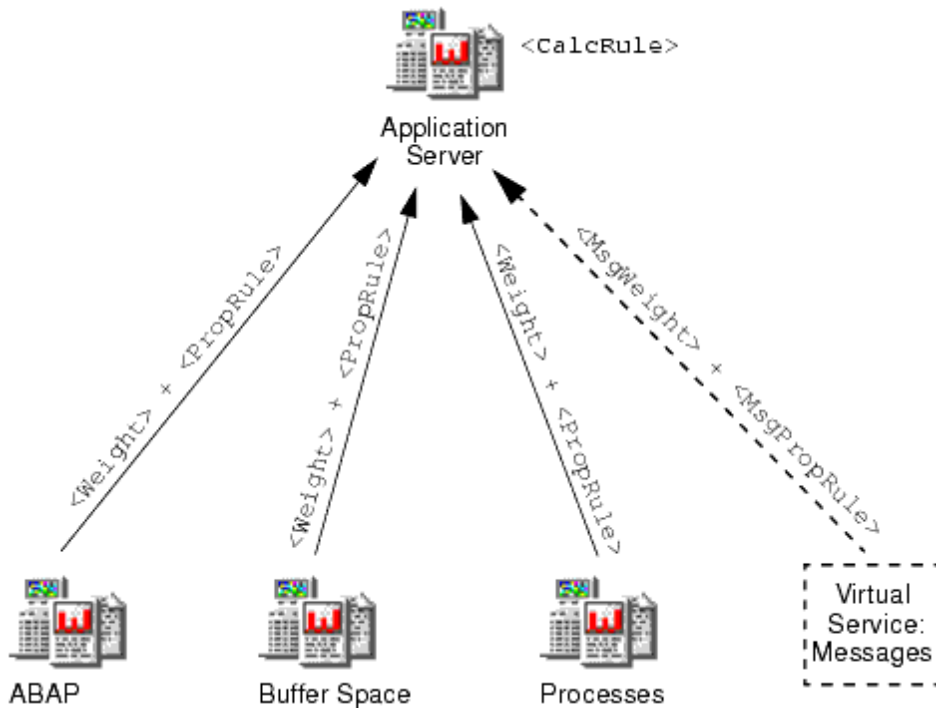 <CalcRule>
Application
Server
<Weight> + <PropRule>
<Weight> + <PropRule>
<Weight> + <PropRule>
<MsgWeight> + <MsgPropRule>
ABAP
Buffer Space
Processes
Virtual
Service:
Messages